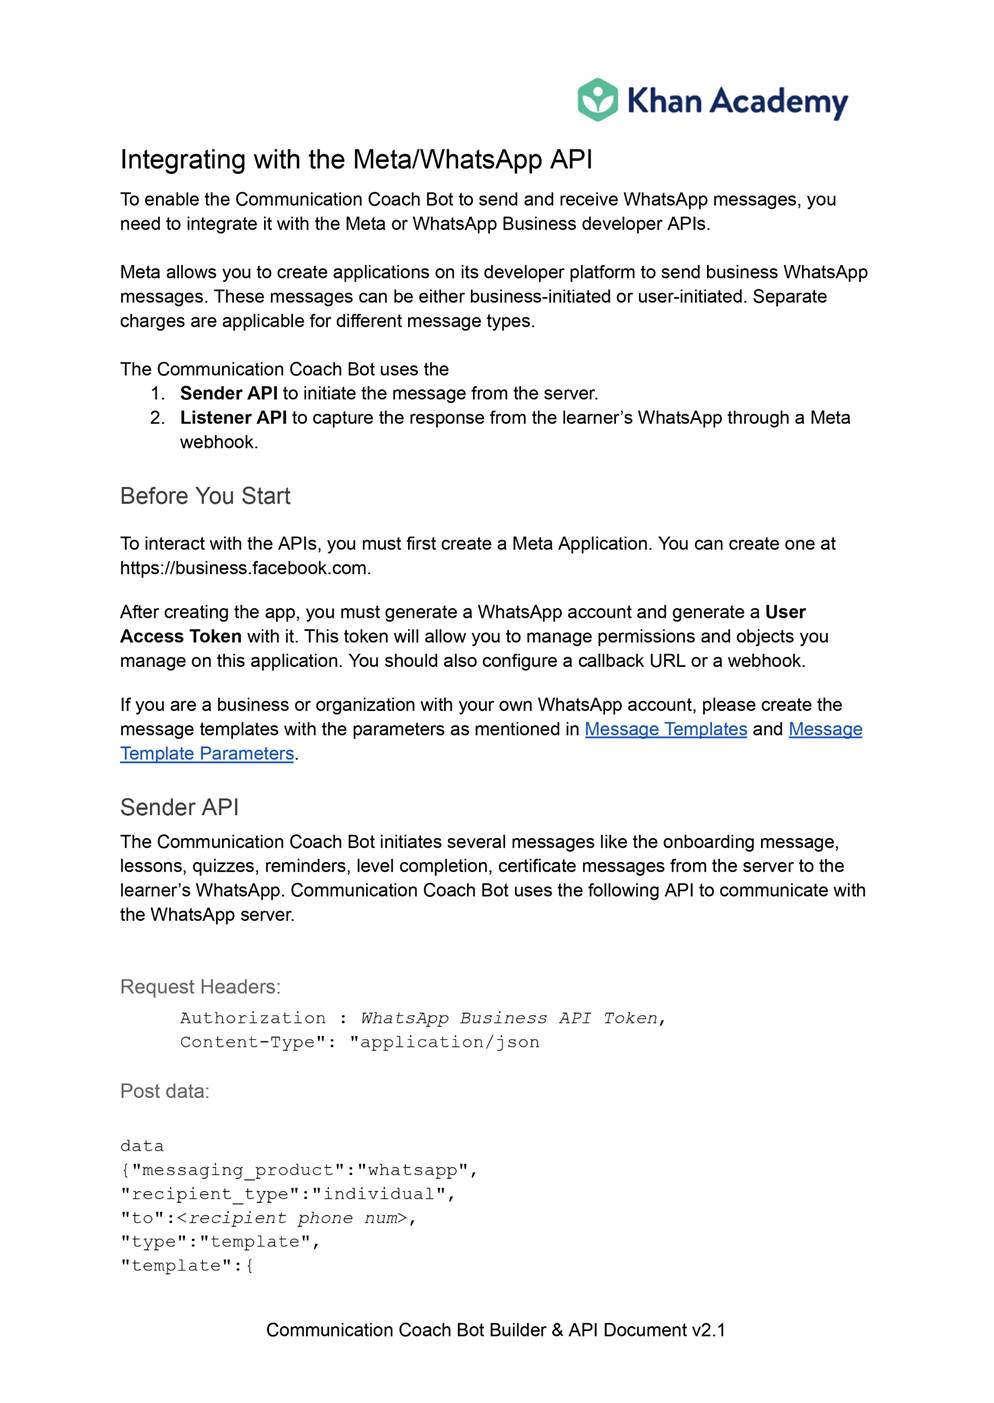 Khan Academy
Integrating with the Meta/WhatsApp API
To enable the Communication Coach Bot to send and receive WhatsApp messages, you
need to integrate it with the Meta or WhatsApp Business developer APIs.
Meta allows you to create applications on its developer platform to send business WhatsApp
messages. These messages can be either business-initiated or user-initiated. Separate
charges are applicable for different message types.
The Communication Coach Bot uses the
1. Sender API to initiate the message from the server.
2. Listener API to capture the response from the learner’s WhatsApp through a Meta
webhook.
Before You Start
To interact with the APIs, you must first create a Meta Application. You can create one at
https://business.facebook.com.
After creating the app, you must generate a WhatsApp account and generate a User
Access Token with it. This token will allow you to manage permissions and objects you
manage on this application. You should also configure a callback URL or a webhook.
If you are a business or organization with your own WhatsApp account, please create the
message templates with the parameters as mentioned in Message Templates and Message
Template Parameters.
Sender API
The Communication Coach Bot initiates several messages like the onboarding message,
lessons, quizzes, reminders, level completion, certificate messages from the server to the
learner’s WhatsApp. Communication Coach Bot uses the following API to communicate with
the WhatsApp server.
Request Headers:
Authorization : WhatsApp Business API Token,
Content-Type": "application/json
Post data:
data
{"messaging_product":"whatsapp",
"recipient_type":"individual",
"to":<recipient phone num>,
"type":"template",
"template":{
Communication Coach Bot Builder & API Document v2.1